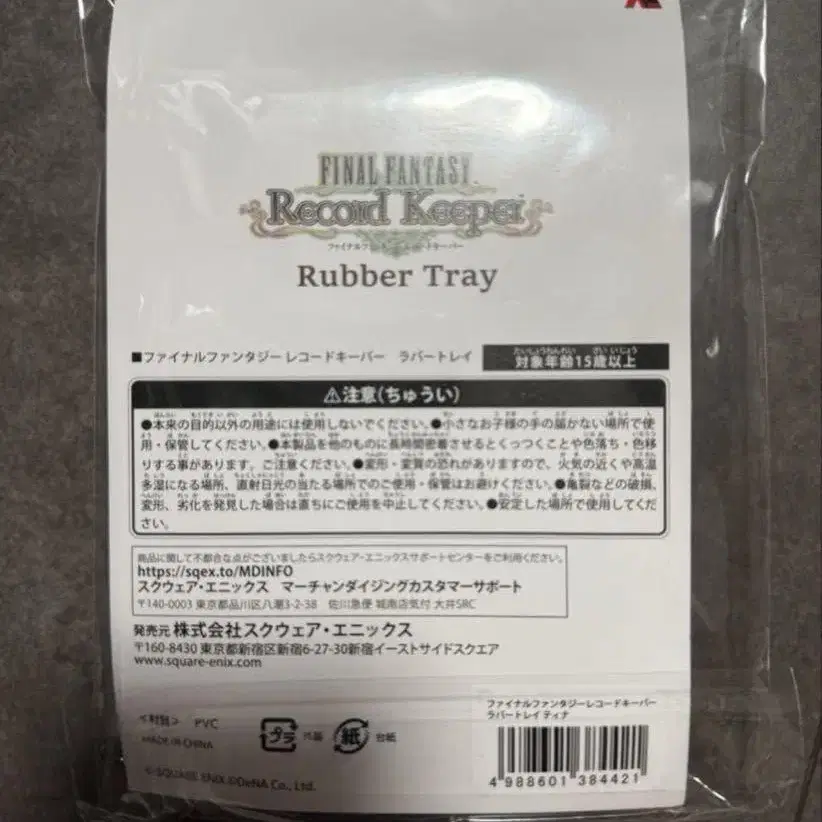 FINAL FANTASY
Record Keeper
Rubber Tray
■ファイナルファンタジー レコードキーパー　ラバートレイ
たいしょうねんれい　さい いじょう
対象年齢15歳以上
⚠注意(ちゅうい)
●本来の目的以外の用途には使用しないでください。●小さなお子様の手の届かない場所で使
用・保管してください。●本製品を他のものに長時間密着させるとくっつくことや色落ち・色移
りする事があります。ご注意ください。●変形・変質の恐れがありますので、火気の近くや高温
多湿になる場所、直射日光の当たる場所でのご使用・保管はお避けください。●亀裂などの破損、
変形、劣化を発見した場合は直ちにご使用を中止してください。●安定した場所で使用してくだ
さい。
商品に関して不都合な点がございましたらスクウェア・エニックスサポートセンターをご利用ください。
https://sqex.to/MDINFO
スクウェア・エニックス　マーチャンダイジングカスタマーサポート
〒140-0003 東京都品川区八潮3-2-38　佐川急便 城南店気付 大井SRC
発売元 株式会社スクウェア・エニックス
〒160-8430 東京都新宿区新宿6-27-30新宿イーストサイドスクエア
www.square-enix.com
ファイナルファンタジーレコードキーパー
ラバートレイ ティナ
<材質>　PVC
プラ 外装
紙 台紙
MADE IN CHINA
4 988601 384421
© SQUARE ENIX ©DeNA Co., Ltd.